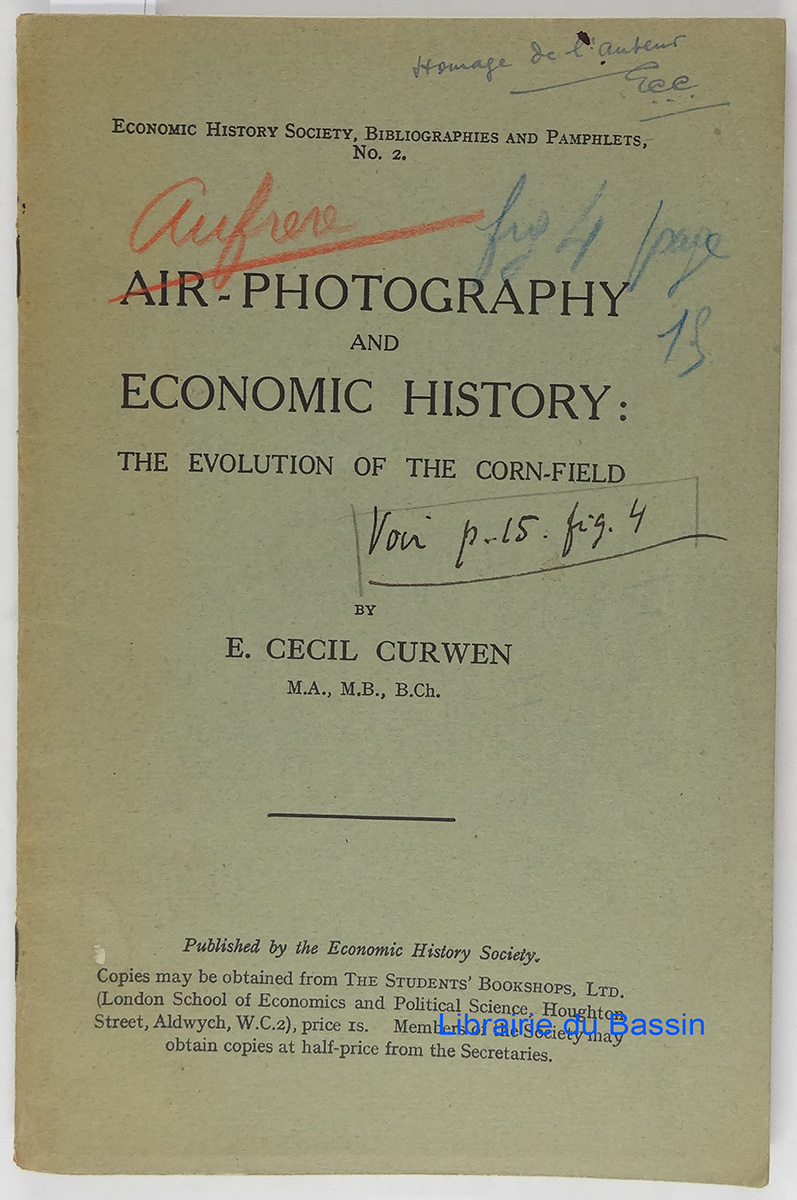 Homage de l'auteur
ECC.
ECONOMIC HISTORY SOCIETY, BIBLIOGRAPHIES AND PAMPHLETS,
No. 2.
Aufrere fig 4 page
15
AIR-PHOTOGRAPHY
AND
ECONOMIC HISTORY:
THE EVOLUTION OF THE CORN-FIELD
Voir p. 15. fig. 4
BY
E. CECIL CURWEN
M.A., M.B., B.Ch.
Published by the Economic History Society.
Copies may be obtained from THE STUDENTS' BOOKSHOPS, LTD.
(London School of Economics and Political Science, Houghton
Street, Aldwych, W.C.2), price 1s. Members of the Society may
obtain copies at half-price from the Secretaries.
Librairie du Bassin